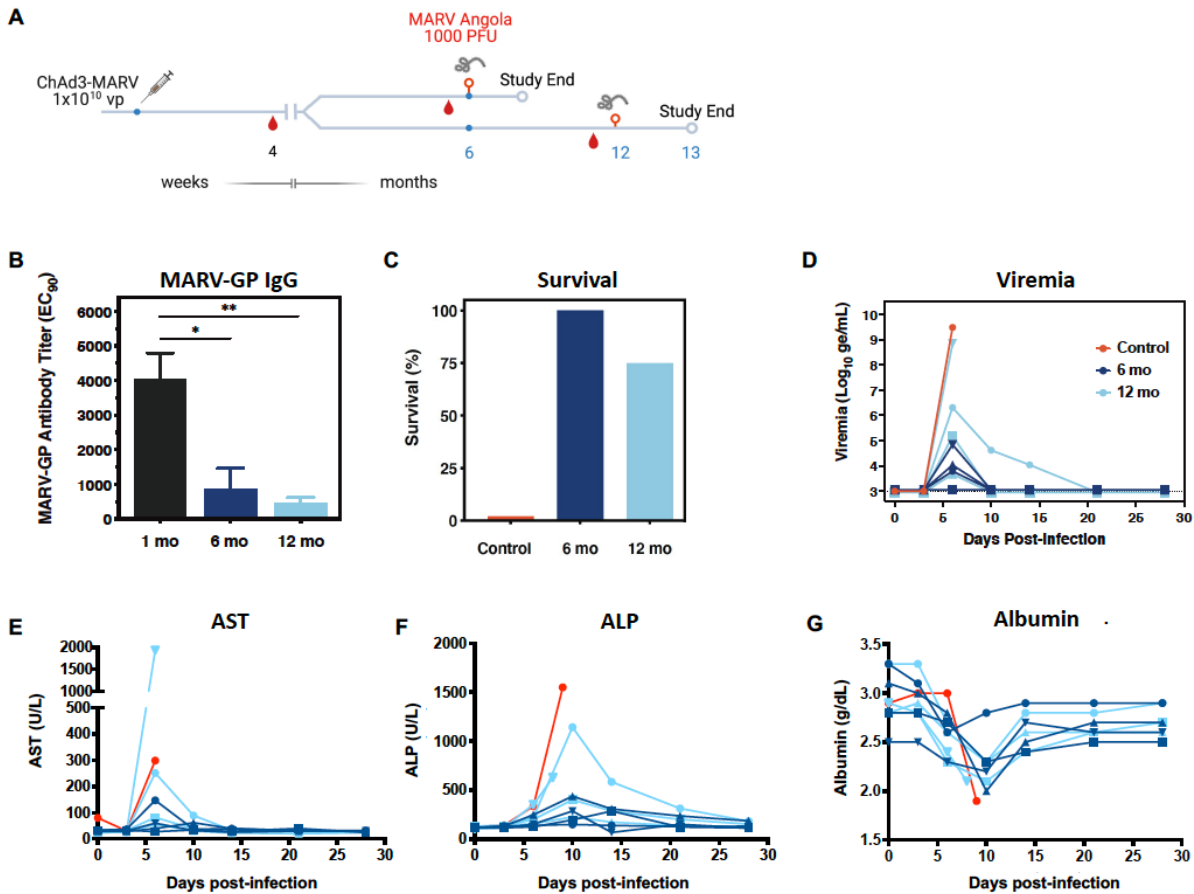 A
MARV Angola
1000 PFU
ChAd3-MARV
1x10¹⁰ vp
Study End
Study End
4
6
12
13
weeks
months
B
MARV-GP IgG
MARV-GP Antibody Titer (EC₉₀)
6000
5000
4000
3000
2000
1000
500
0
**
*
1 mo
6 mo
12 mo
C
Survival
Survival (%)
100
75
50
25
0
Control
6 mo
12 mo
D
Viremia
Viremia (Log₁₀ ge/mL)
10
9
8
7
6
5
4
3
Control
6 mo
12 mo
0 5 10 15 20 25 30
Days Post-infection
E
AST
AST (U/L)
2000
1500
1000
500
400
300
200
100
0
0 5 10 15 20 25 30
Days post-infection
F
ALP
ALP (U/L)
2000
1500
1000
500
0
0 5 10 15 20 25 30
Days post-infection
G
Albumin .
Albumin (g/dL)
3.5
3.0
2.5
2.0
1.5
0 5 10 15 20 25 30
Days post-infection